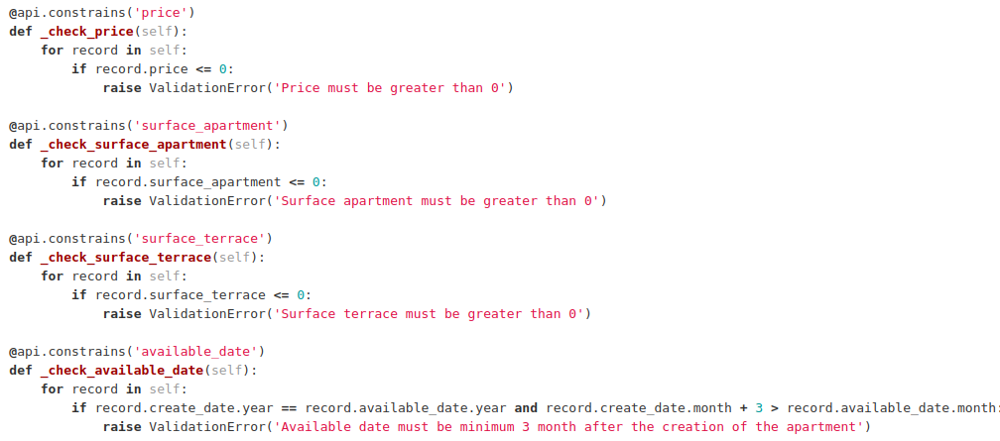 @api.constrains('price')
def _check_price(self):
    for record in self:
        if record.price <= 0:
            raise ValidationError('Price must be greater than 0')

@api.constrains('surface_apartment')
def _check_surface_apartment(self):
    for record in self:
        if record.surface_apartment <= 0:
            raise ValidationError('Surface apartment must be greater than 0')

@api.constrains('surface_terrace')
def _check_surface_terrace(self):
    for record in self:
        if record.surface_terrace <= 0:
            raise ValidationError('Surface terrace must be greater than 0')

@api.constrains('available_date')
def _check_available_date(self):
    for record in self:
        if record.create_date.year == record.available_date.year and record.create_date.month + 3 > record.available_date.month:
            raise ValidationError('Available date must be minimum 3 month after the creation of the apartment')